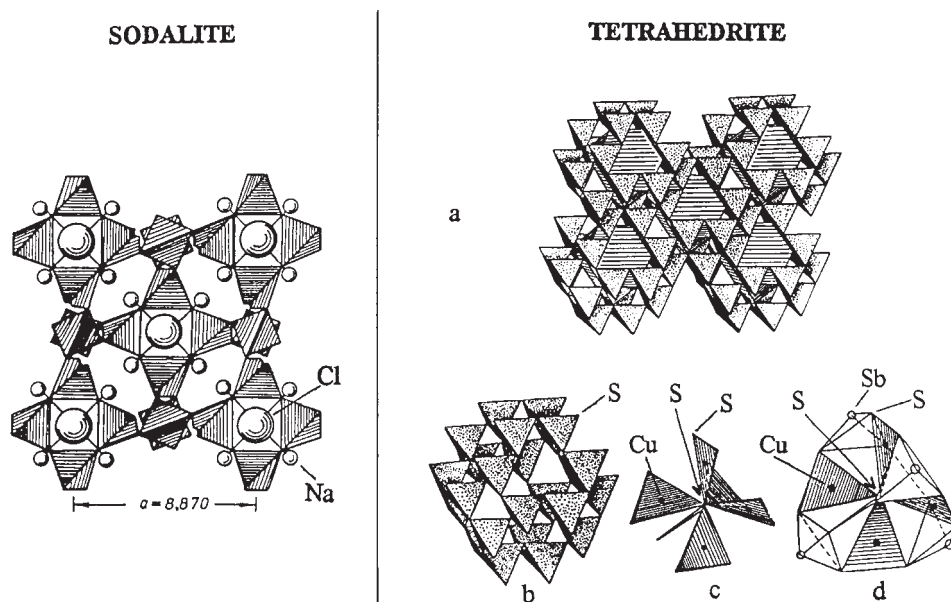 SODALITE
Cl
Na
a=8,870
TETRAHEDRITE
a
S
S
S
Cu
Sb
S
S
Cu
b
c
d